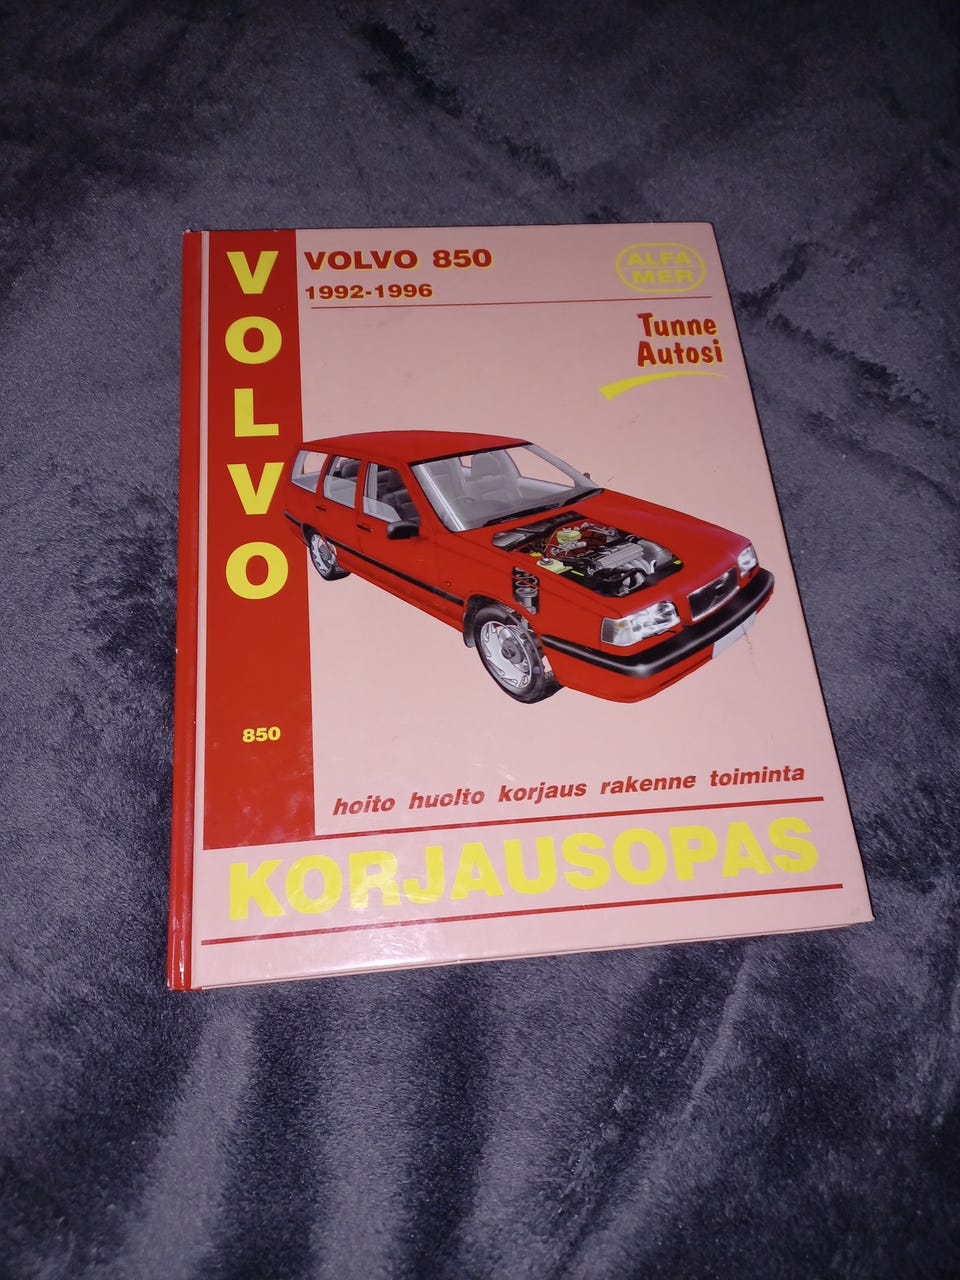 VOLVO
VOLVO 850
1992-1996
ALFA
MER
Tunne
Autosi
850
hoito huolto korjaus rakenne toiminta
KORJAUSOPAS